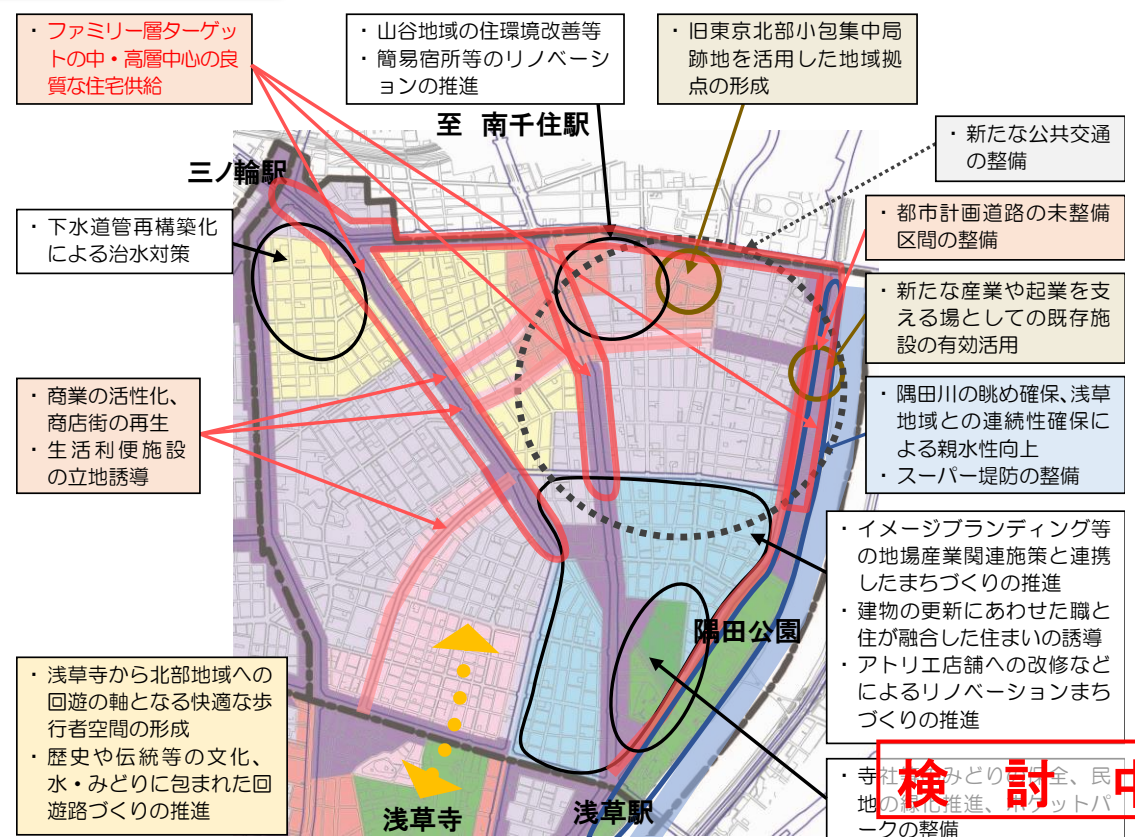 ・ファミリー層ターゲッ
トの中・高層中心の良
質な住宅供給
・山谷地域の住環境改善等
・簡易宿所等のリノベーシ
ョンの推進
・旧東京北部小包集中局
跡地を活用した地域拠
点の形成
至 南千住駅
・新たな公共交通
の整備
三ノ輪駅
・下水道管再構築化
による治水対策
・都市計画道路の未整備
区間の整備
・新たな産業や起業を支
える場としての既存施
設の有効活用
・商業の活性化、
商店街の再生
・生活利便施設
の立地誘導
・隅田川の眺め確保、浅草
地域との連続性確保に
よる親水性向上
・スーパー堤防の整備
・イメージブランディング等
の地場産業関連施策と連携
したまちづくりの推進
・建物の更新にあわせた職と
住が融合した住まいの誘導
・アトリエ店舗への改修など
によるリノベーションまち
づくりの推進
隅田公園
・浅草寺から北部地域への
回遊の軸となる快適な歩
行者空間の形成
・歴史や伝統等の文化、
水・みどりに包まれた回
遊路づくりの推進
・寺社 みどり 全、民
地の緑化推進、ポケットパ
ークの整備
検討中
浅草寺
浅草駅